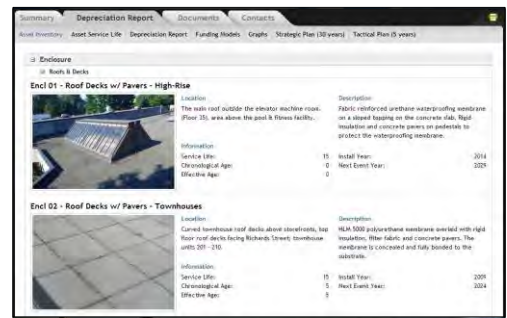 Summary Depreciation Report Documents Contacts
Asset Inventory Asset Service Life Depreciation Report Funding Models Graphs Strategic Plan (30 years) Tactical Plan (5 years)
Enclosure
Roofs & Decks
Encl 01 - Roof Decks w/ Pavers - High-Rise
Location
The main roof outside the elevator machine room.
(Floor 25), area above the pool & fitness facility.
Description
Fabric reinforced urethane waterproofing membrane
on a sloped topping on the concrete slab. Rigid
insulation and concrete pavers on pedestals to
protect the waterproofing membrane.
Information
Service Life: 15 Install Year: 2014
Chronological Age: 0 Next Event Year: 2029
Effective Age: 0
Encl 02 - Roof Decks w/ Pavers - Townhouses
Location
Curved townhouse roof decks above storefronts, top
floor roof decks facing Richards Street; townhouse
units 201 - 210.
Description
HLM 5000 polyurethane membrane overlaid with rigid
insulation, filter fabric and concrete pavers. The
membrane is concealed and fully bonded to the
substrate.
Information
Service Life: 15 Install Year: 2009
Chronological Age: 5 Next Event Year: 2024
Effective Age: 5